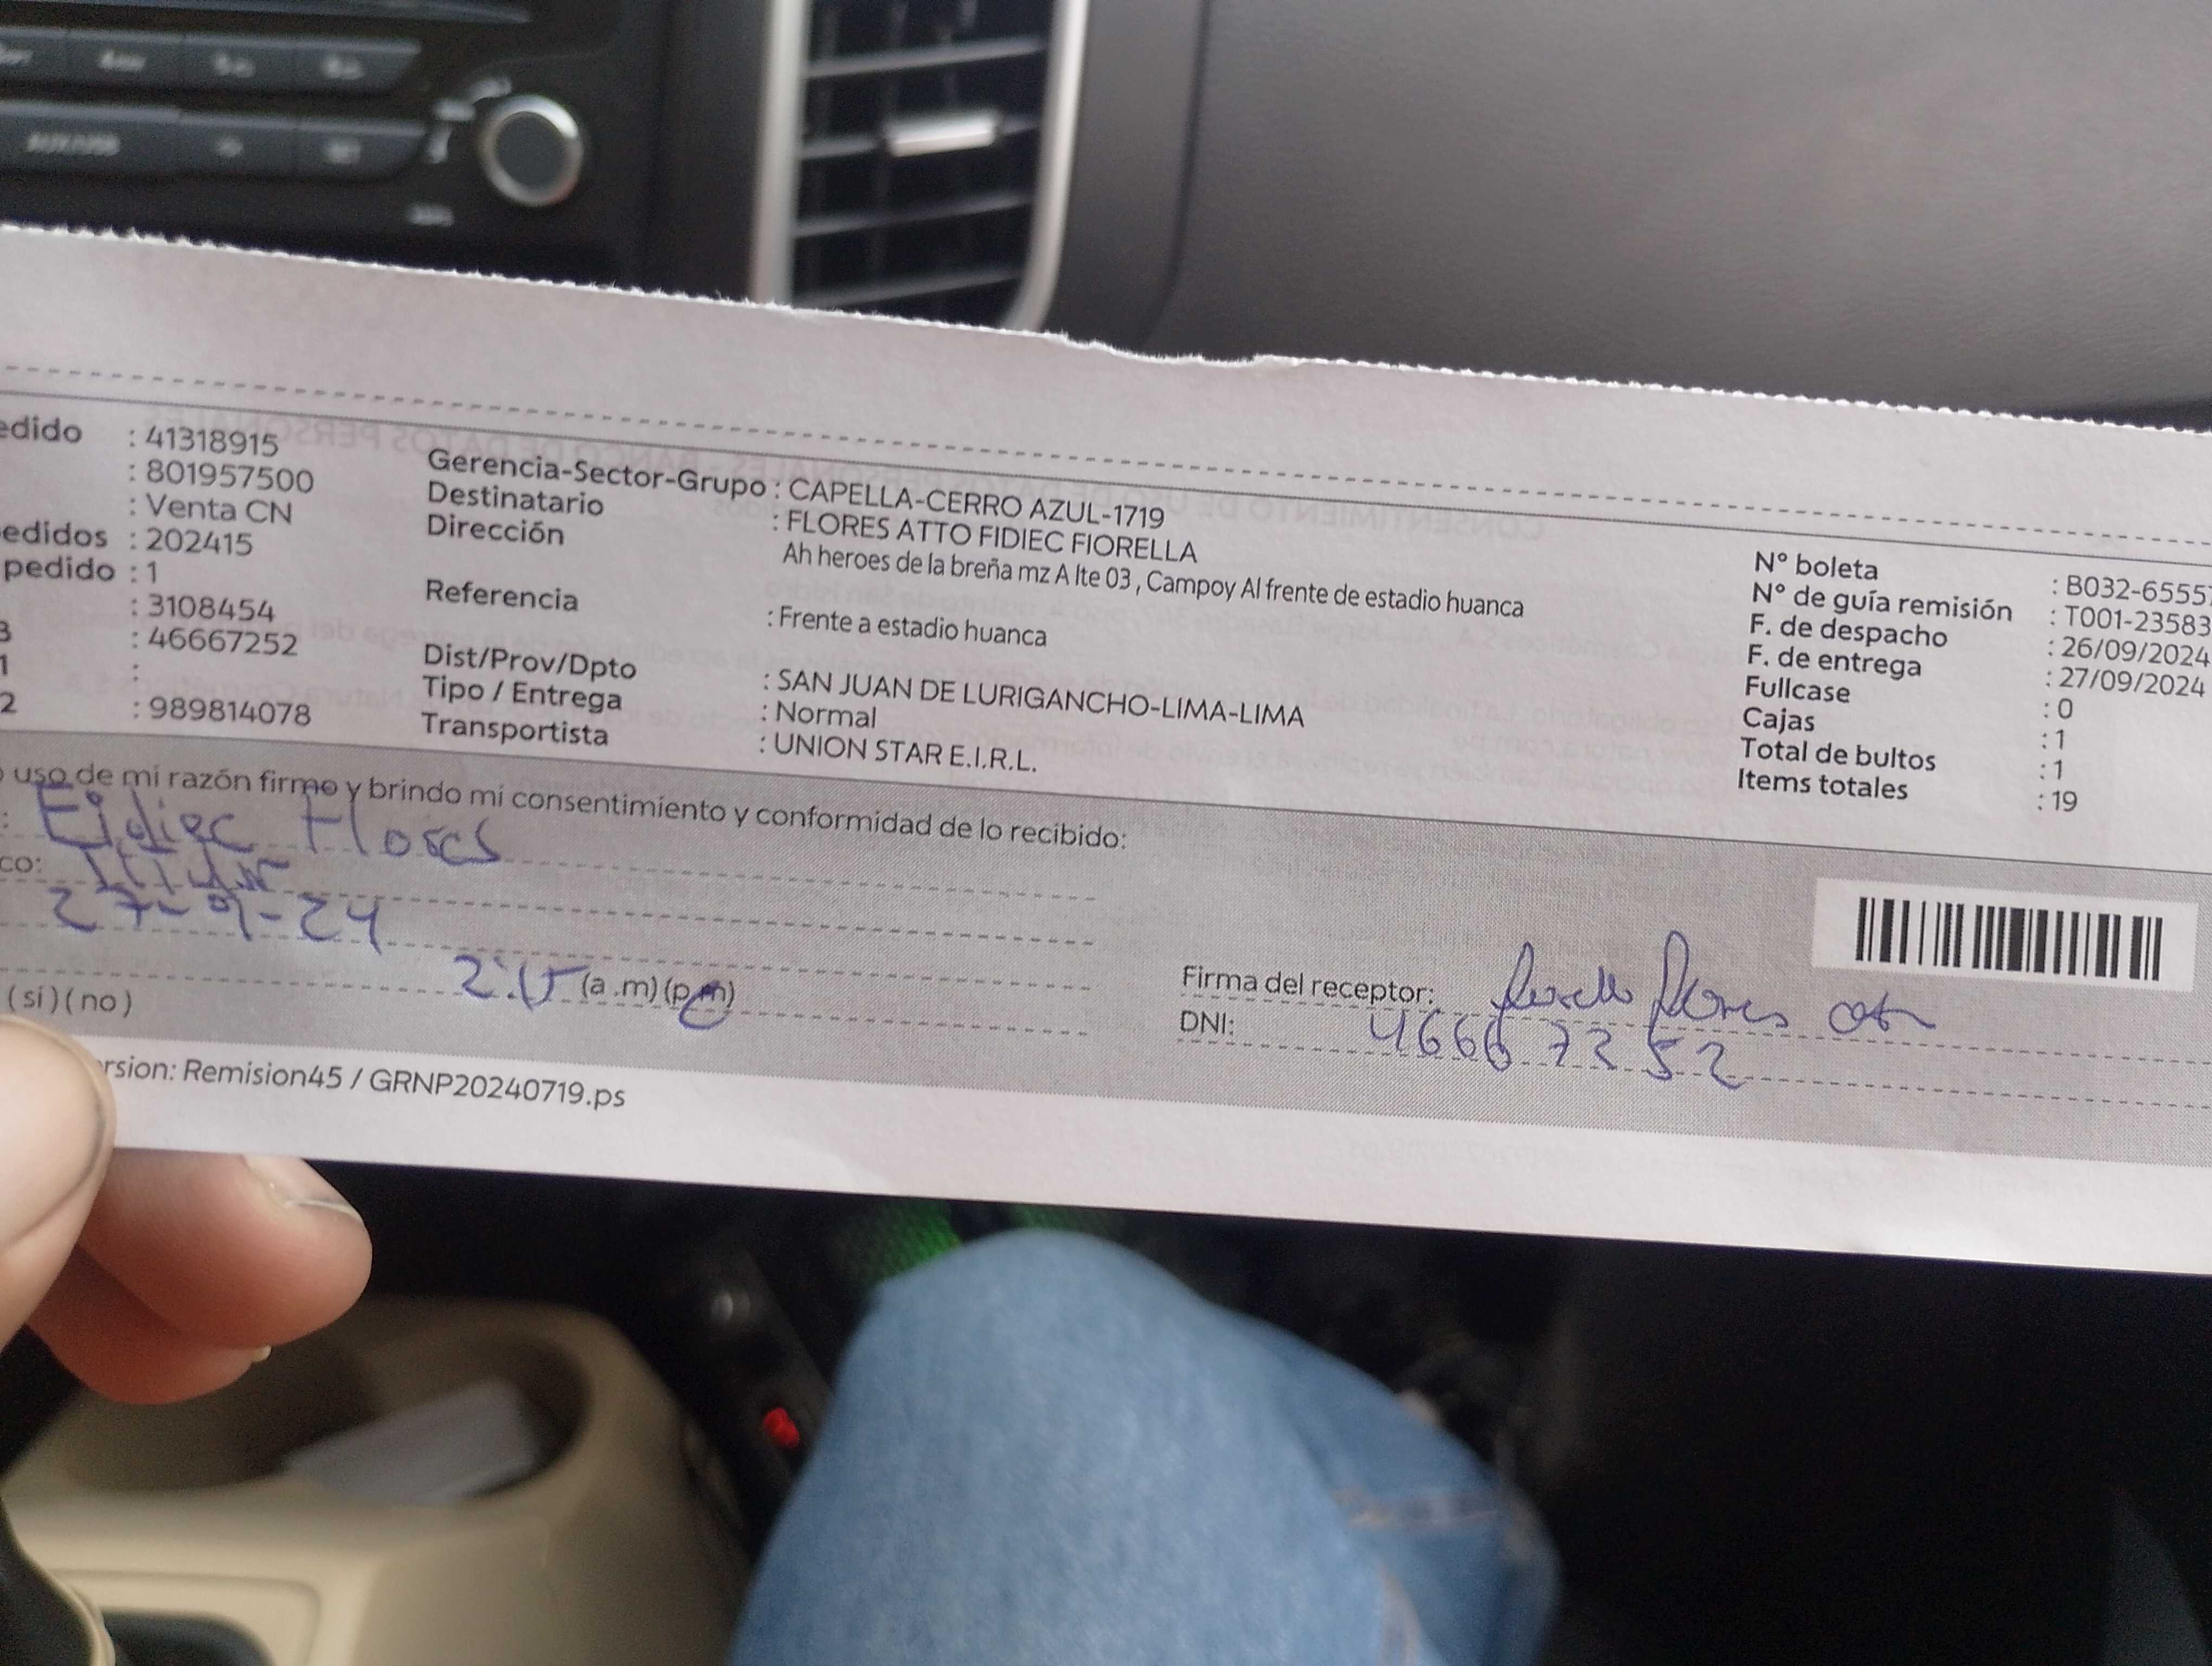 edido : 41318915
: 801957500
: Venta CN
edidos : 202415
pedido : 1
: 3108454
3 : 46667252
1 :
2 : 989814078
Gerencia-Sector-Grupo : CAPELLA-CERRO AZUL-1719
Destinatario : FLORES ATTO FIDIEC FIORELLA
Dirección Ah heroes de la breña mz A lte 03 , Campoy Al frente de estadio huanca
Referencia : Frente a estadio huanca
Dist/Prov/Dpto : SAN JUAN DE LURIGANCHO-LIMA-LIMA
Tipo / Entrega : Normal
Transportista : UNION STAR E.I.R.L.
N° boleta : B032-6555
N° de guía remisión : T001-23583
F. de despacho : 26/09/2024
F. de entrega : 27/09/2024
Fullcase : 0
Cajas : 1
Total de bultos : 1
Items totales : 19
uso de mi razón firmo y brindo mi consentimiento y conformidad de lo recibido:
: Fidiec Flores
co:
27-9-24
2:15 (a .m) (p.m)
(si) (no)
Firma del receptor: Flores
DNI: 46667252
rsion: Remision45 / GRNP20240719.ps